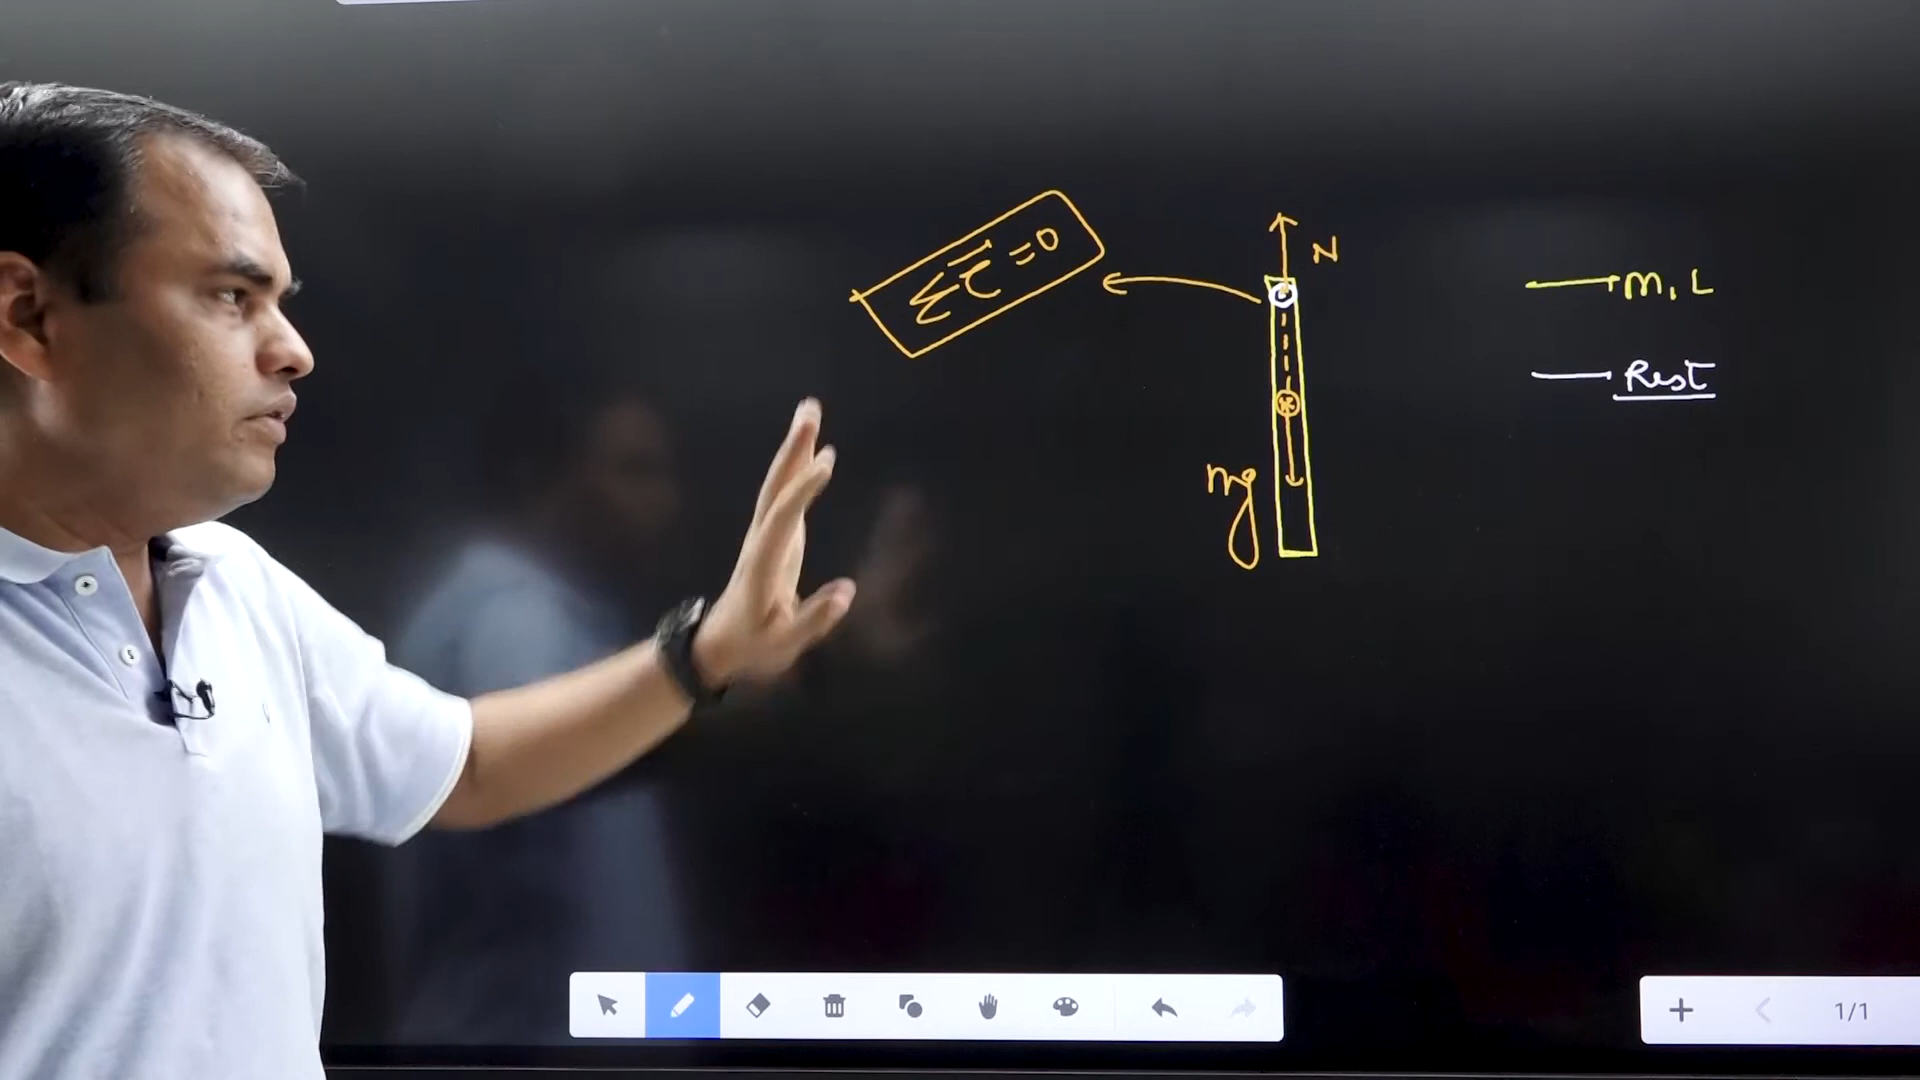 Στ⃗=0
N
m, L
Rest
mg
1/1